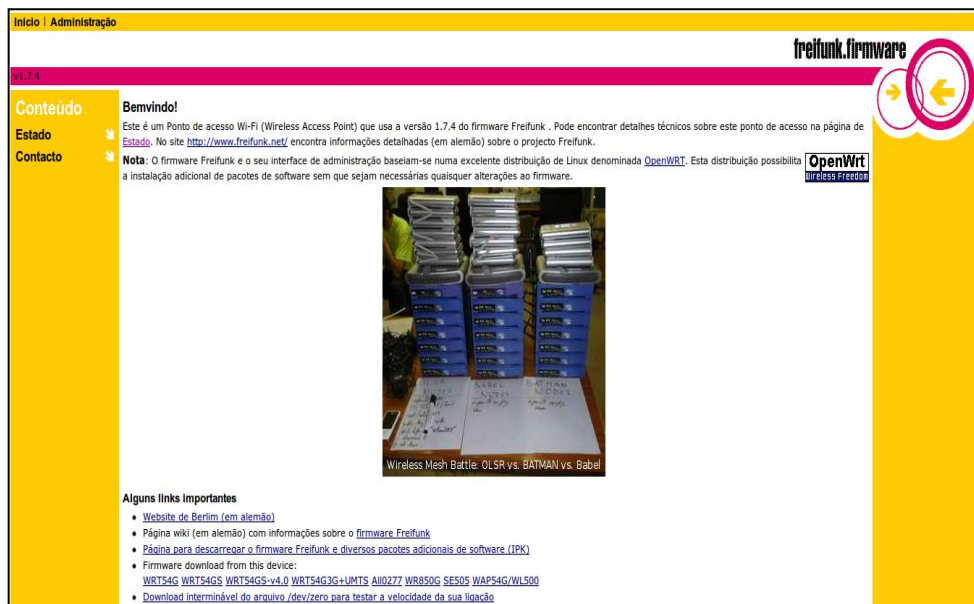 Início | Administração
freifunk.firmware
v1.7.4
Conteúdo
Estado
Contacto
Benvindo!
Este é um Ponto de acesso Wi-Fi (Wireless Access Point) que usa a versão 1.7.4 do firmware Freifunk . Pode encontrar detalhes técnicos sobre este ponto de acesso na página de
Estado. No site http://www.freifunk.net/ encontra informações detalhadas (em alemão) sobre o projecto Freifunk.
Nota: O firmware Freifunk e o seu interface de administração baseiam-se numa excelente distribuição de Linux denominada OpenWRT. Esta distribuição possibilita
a instalação adicional de pacotes de software sem que sejam necessárias quaisquer alterações ao firmware.
OpenWrt
Wireless Freedom
OLSR NODES
BABEL NODES
BATMAN NODES
Wireless Mesh Battle: OLSR vs. BATMAN vs. Babel
Alguns links importantes
Website de Berlim (em alemão)
Página wiki (em alemão) com informações sobre o firmware Freifunk
Página para descarregar o firmware Freifunk e diversos pacotes adicionais de software (IPK)
Firmware download from this device:
WRT54G WRT54GS WRT54GS-v4.0 WRT54G3G+UMTS All0277 WR850G SE505 WAP54G/WL500
Download interminável do arquivo /dev/zero para testar a velocidade da sua ligação